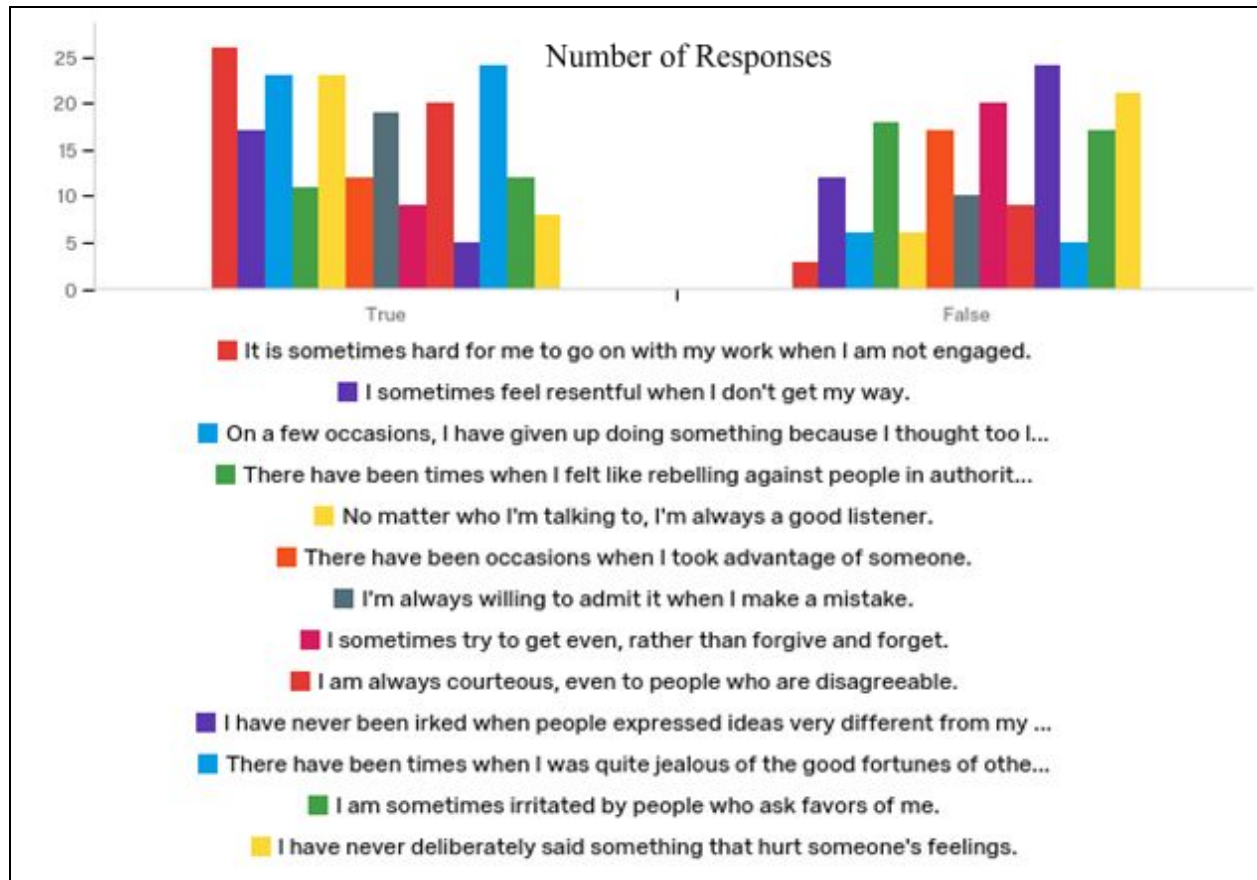 Number of Responses
25
20
15
10
5
0
True
False
It is sometimes hard for me to go on with my work when I am not engaged.
I sometimes feel resentful when I don't get my way.
On a few occasions, I have given up doing something because I thought too l...
There have been times when I felt like rebelling against people in authorit...
No matter who I'm talking to, I'm always a good listener.
There have been occasions when I took advantage of someone.
I'm always willing to admit it when I make a mistake.
I sometimes try to get even, rather than forgive and forget.
I am always courteous, even to people who are disagreeable.
I have never been irked when people expressed ideas very different from my ...
There have been times when I was quite jealous of the good fortunes of othe...
I am sometimes irritated by people who ask favors of me.
I have never deliberately said something that hurt someone's feelings.